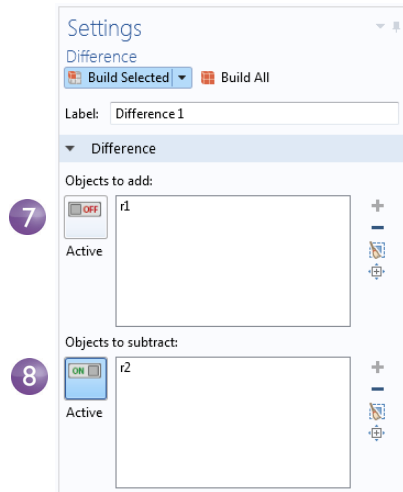 Settings
Difference
Build Selected Build All
Label: Difference 1
Difference
Objects to add:
7
OFF
r1
Active
Objects to subtract:
8
ON
r2
Active